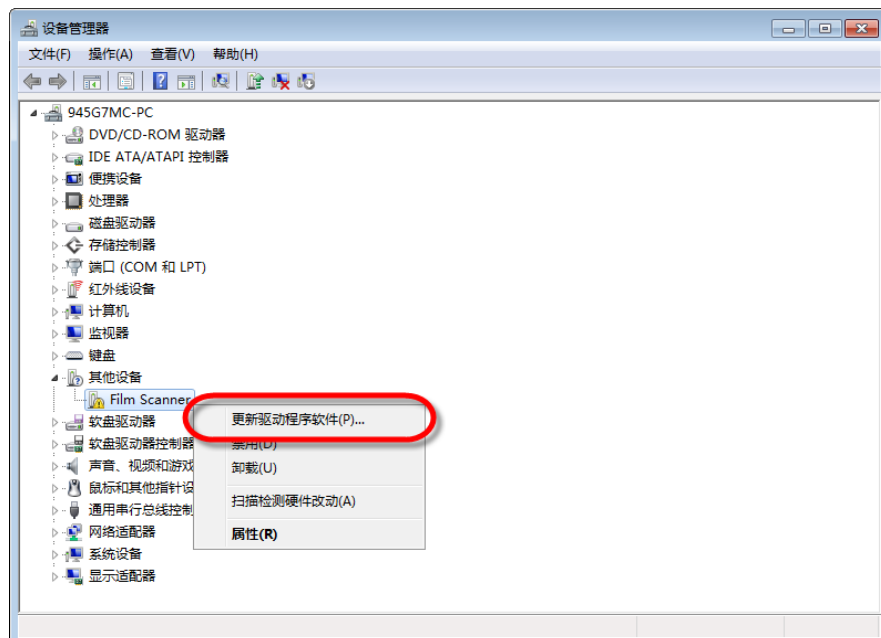 设备管理器
文件(F) 操作(A) 查看(V) 帮助(H)
945G7MC-PC
DVD/CD-ROM 驱动器
IDE ATA/ATAPI 控制器
便携设备
处理器
磁盘驱动器
存储控制器
端口 (COM 和 LPT)
红外线设备
计算机
监视器
键盘
其他设备
Film Scanner
更新驱动程序软件(P)...
软盘驱动器
禁用(D)
软盘驱动器控制器
卸载(U)
声音、视频和游戏
鼠标和其他指针设
扫描检测硬件改动(A)
通用串行总线控制
网络适配器
属性(R)
系统设备
显示适配器